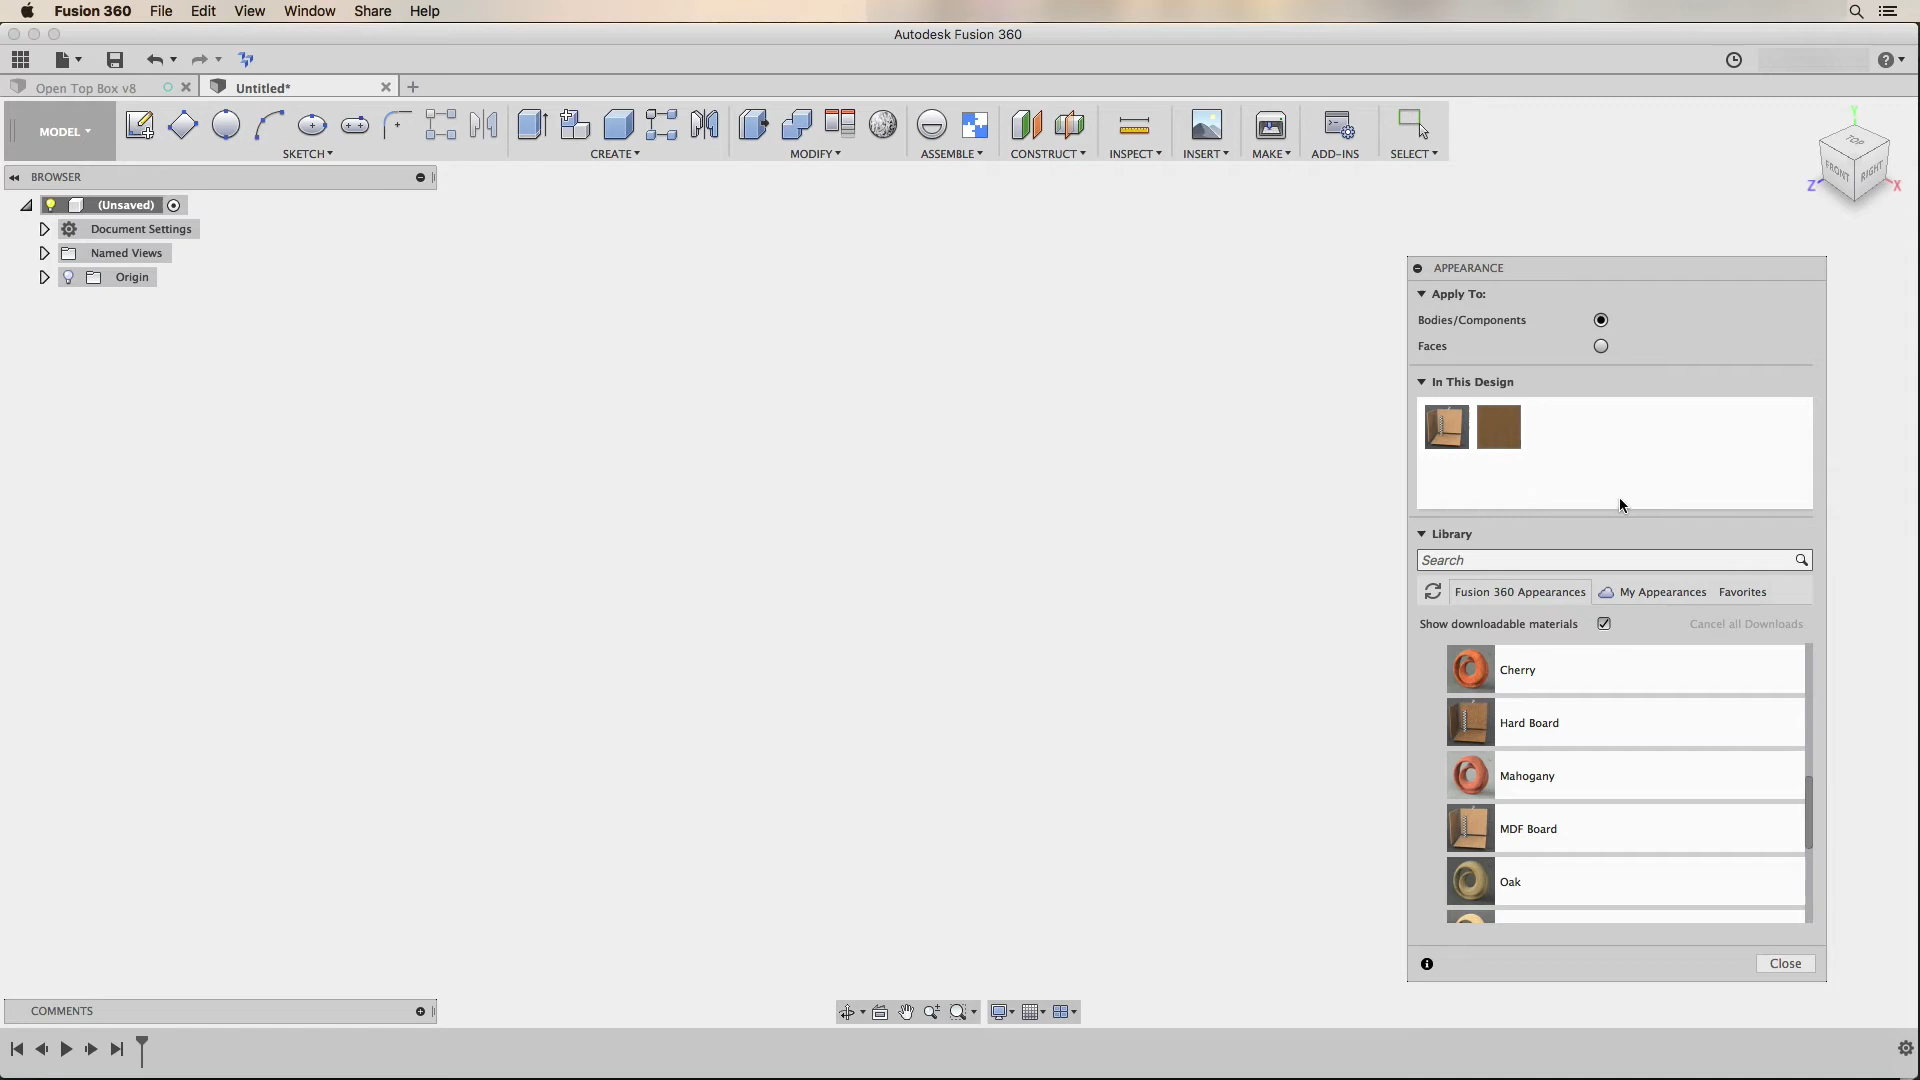 Fusion 360 File Edit View Window Share Help
Autodesk Fusion 360
Open Top Box v8 Untitled*
MODEL
SKETCH CREATE MODIFY ASSEMBLE CONSTRUCT INSPECT INSERT MAKE ADD-INS SELECT
TOP
FRONT RIGHT
Y
Z X
BROWSER
(Unsaved)
Document Settings
Named Views
Origin
APPEARANCE
Apply To:
Bodies/Components
Faces
In This Design
Library
Search
Fusion 360 Appearances My Appearances Favorites
Show downloadable materials Cancel all Downloads
Cherry
Hard Board
Mahogany
MDF Board
Oak
Close
COMMENTS